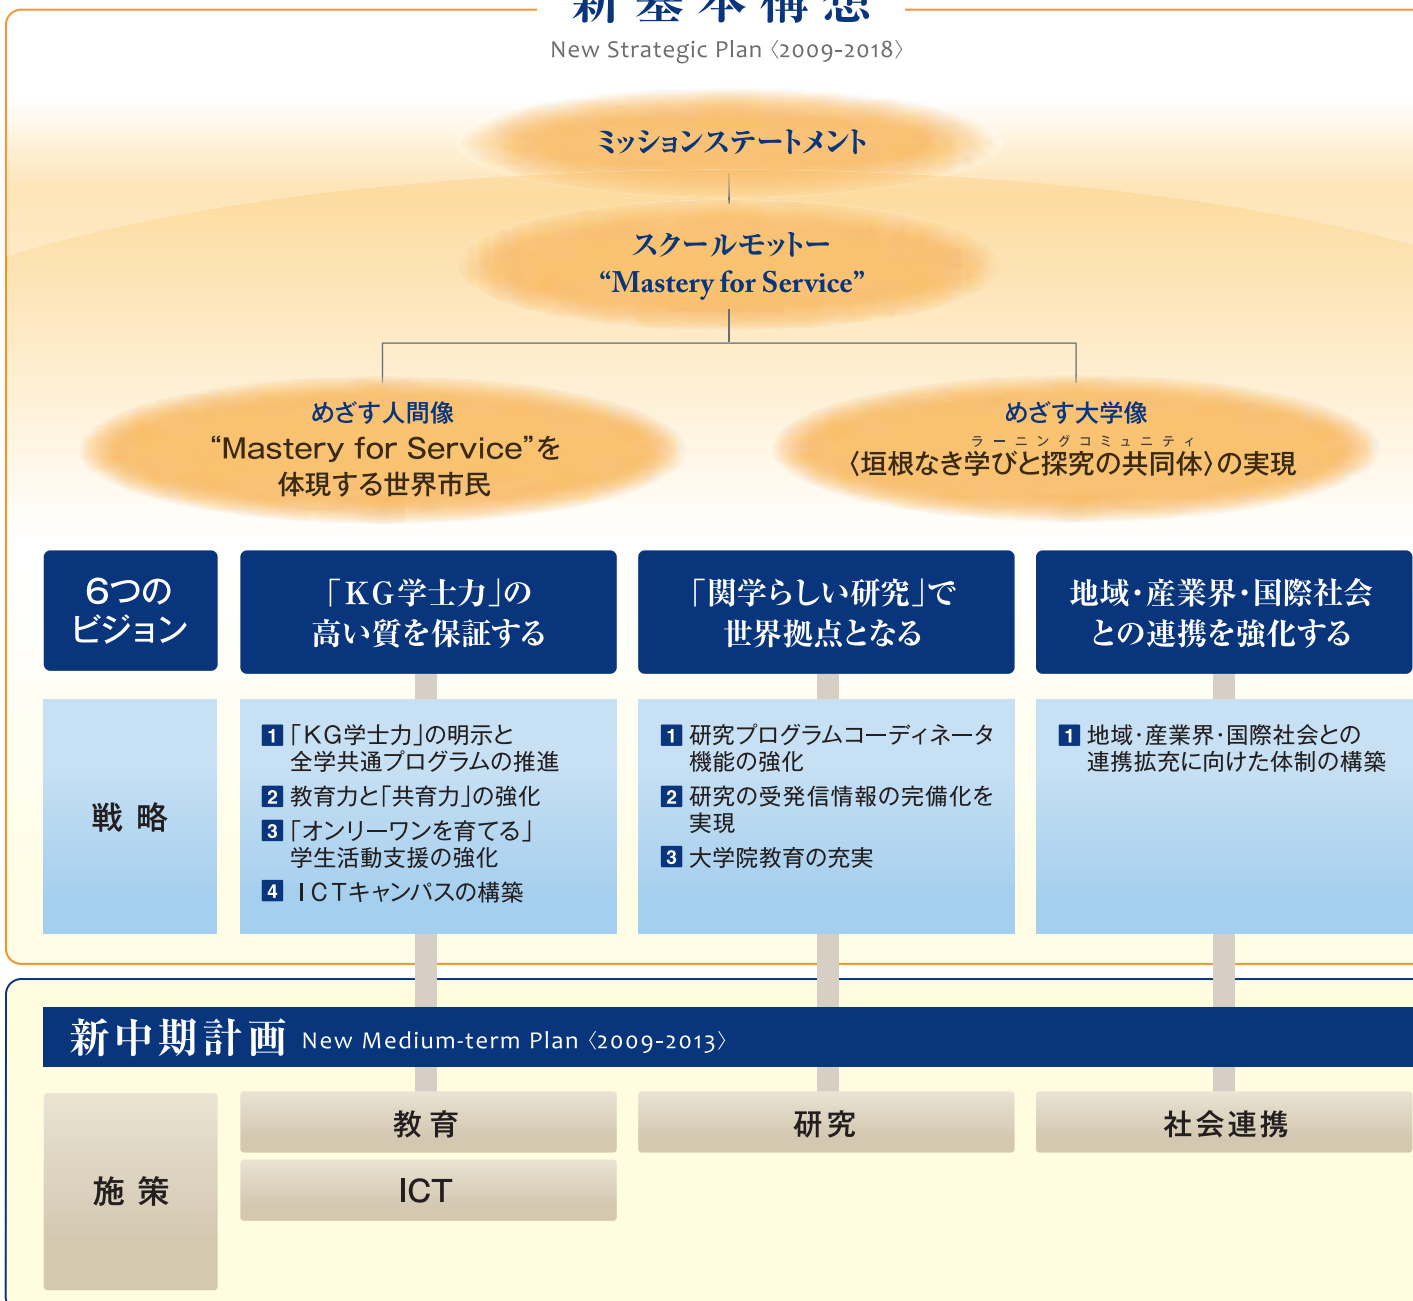 新基本構想
New Strategic Plan〈2009-2018〉
ミッションステートメント
スクールモットー
“Mastery for Service”
めざす人間像
“Mastery for Service”を
体現する世界市民
めざす大学像
ラーニングコミュニティ
〈垣根なき学びと探究の共同体〉の実現
6つの
ビジョン
「KG学士力」の
高い質を保証する
「関学らしい研究」で
世界拠点となる
地域・産業界・国際社会
との連携を強化する
戦略
1 「KG学士力」の明示と
全学共通プログラムの推進
2 教育力と「共育力」の強化
3 「オンリーワンを育てる」
学生活動支援の強化
4 ICTキャンパスの構築
1 研究プログラムコーディネータ
機能の強化
2 研究の受発信情報の完備化を
実現
3 大学院教育の充実
1 地域・産業界・国際社会との
連携拡充に向けた体制の構築
新中期計画 New Medium-term Plan〈2009-2013〉
施策
教育
ICT
研究
社会連携